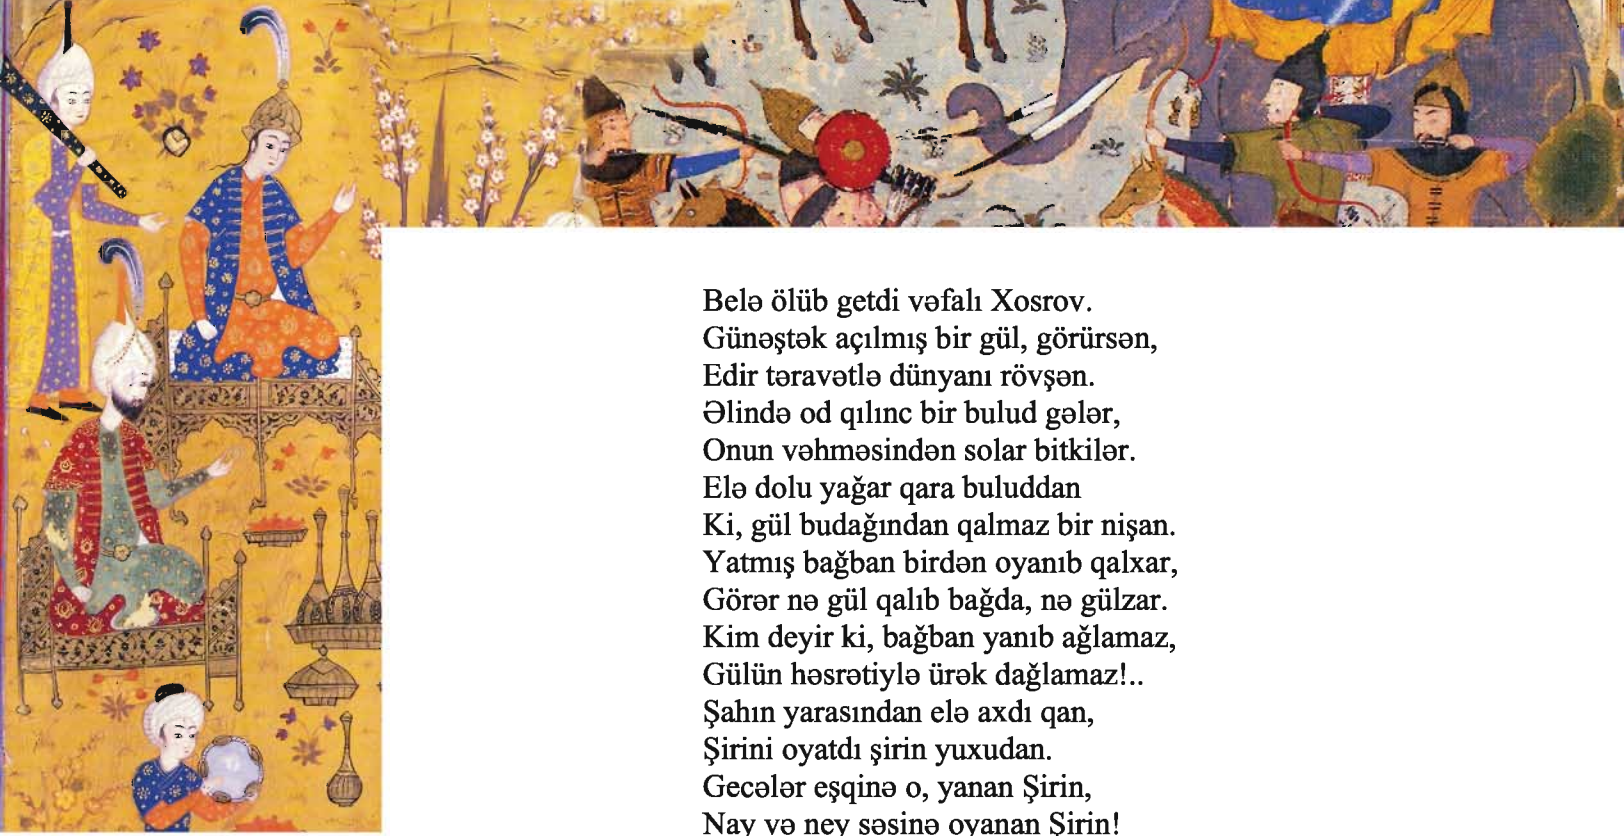 Belə ölüb getdi vəfalı Xosrov.
Günəştək açılmış bir gül, görürsən,
Edir təravətlə dünyanı rövşən.
Əlində od qılınc bir bulud gələr,
Onun vəhməsindən solar bitkilər.
Elə dolu yağar qara buluddan
Ki, gül budağından qalmaz bir nişan.
Yatmış bağban birdən oyanıb qalxar,
Görər nə gül qalıb bağda, nə gülzar.
Kim deyir ki, bağban yanıb ağlamaz,
Gülün həsrətiylə ürək dağlamaz!..
Şahın yarasından elə axdı qan,
Şirini oyatdı şirin yuxudan.
Gecələr eşqinə o, yanan Şirin,
Nay və ney səsinə oyanan Şirin!